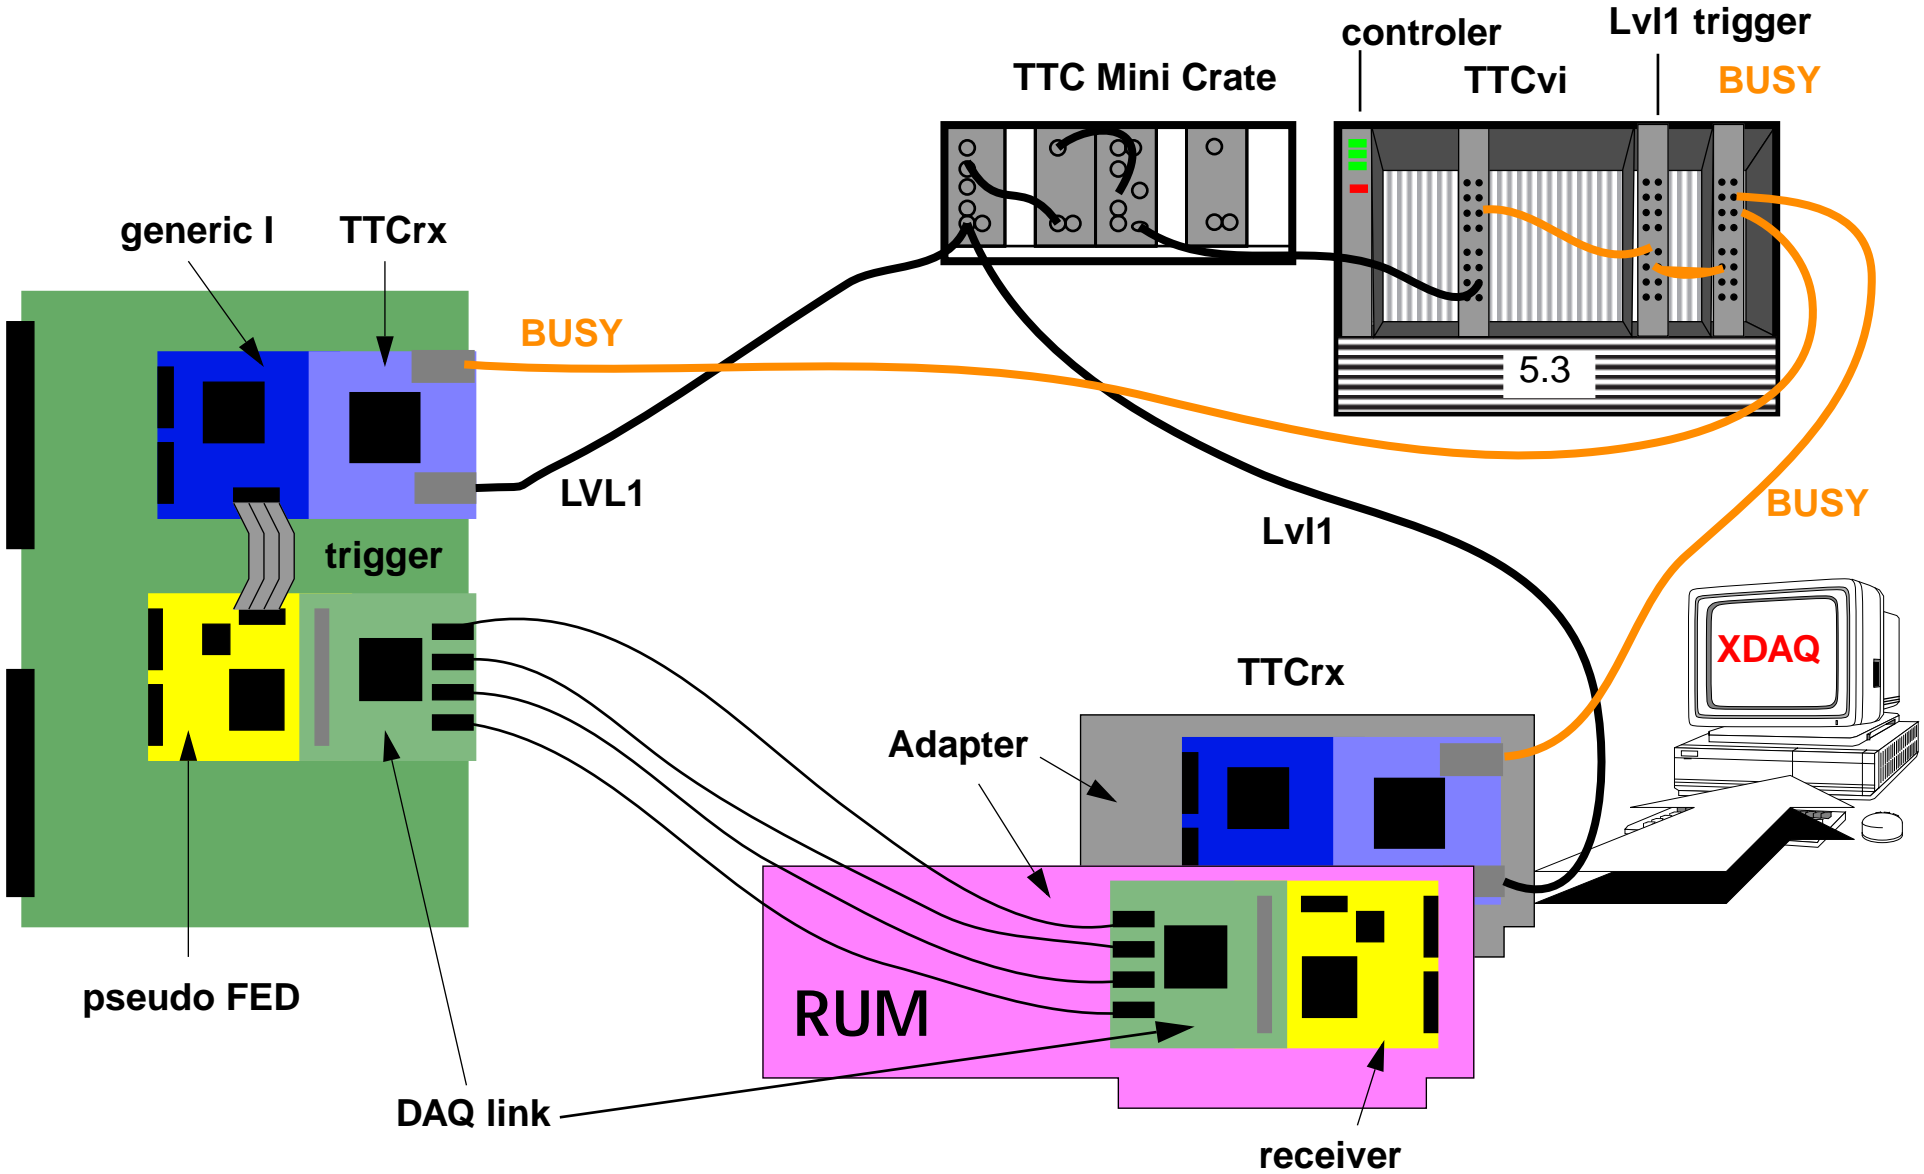 controler
Lvl1 trigger
TTC Mini Crate
TTCvi
BUSY
generic I
TTCrx
BUSY
5.3
LVL1
Lvl1
BUSY
trigger
XDAQ
TTCrx
Adapter
pseudo FED
RUM
DAQ link
receiver